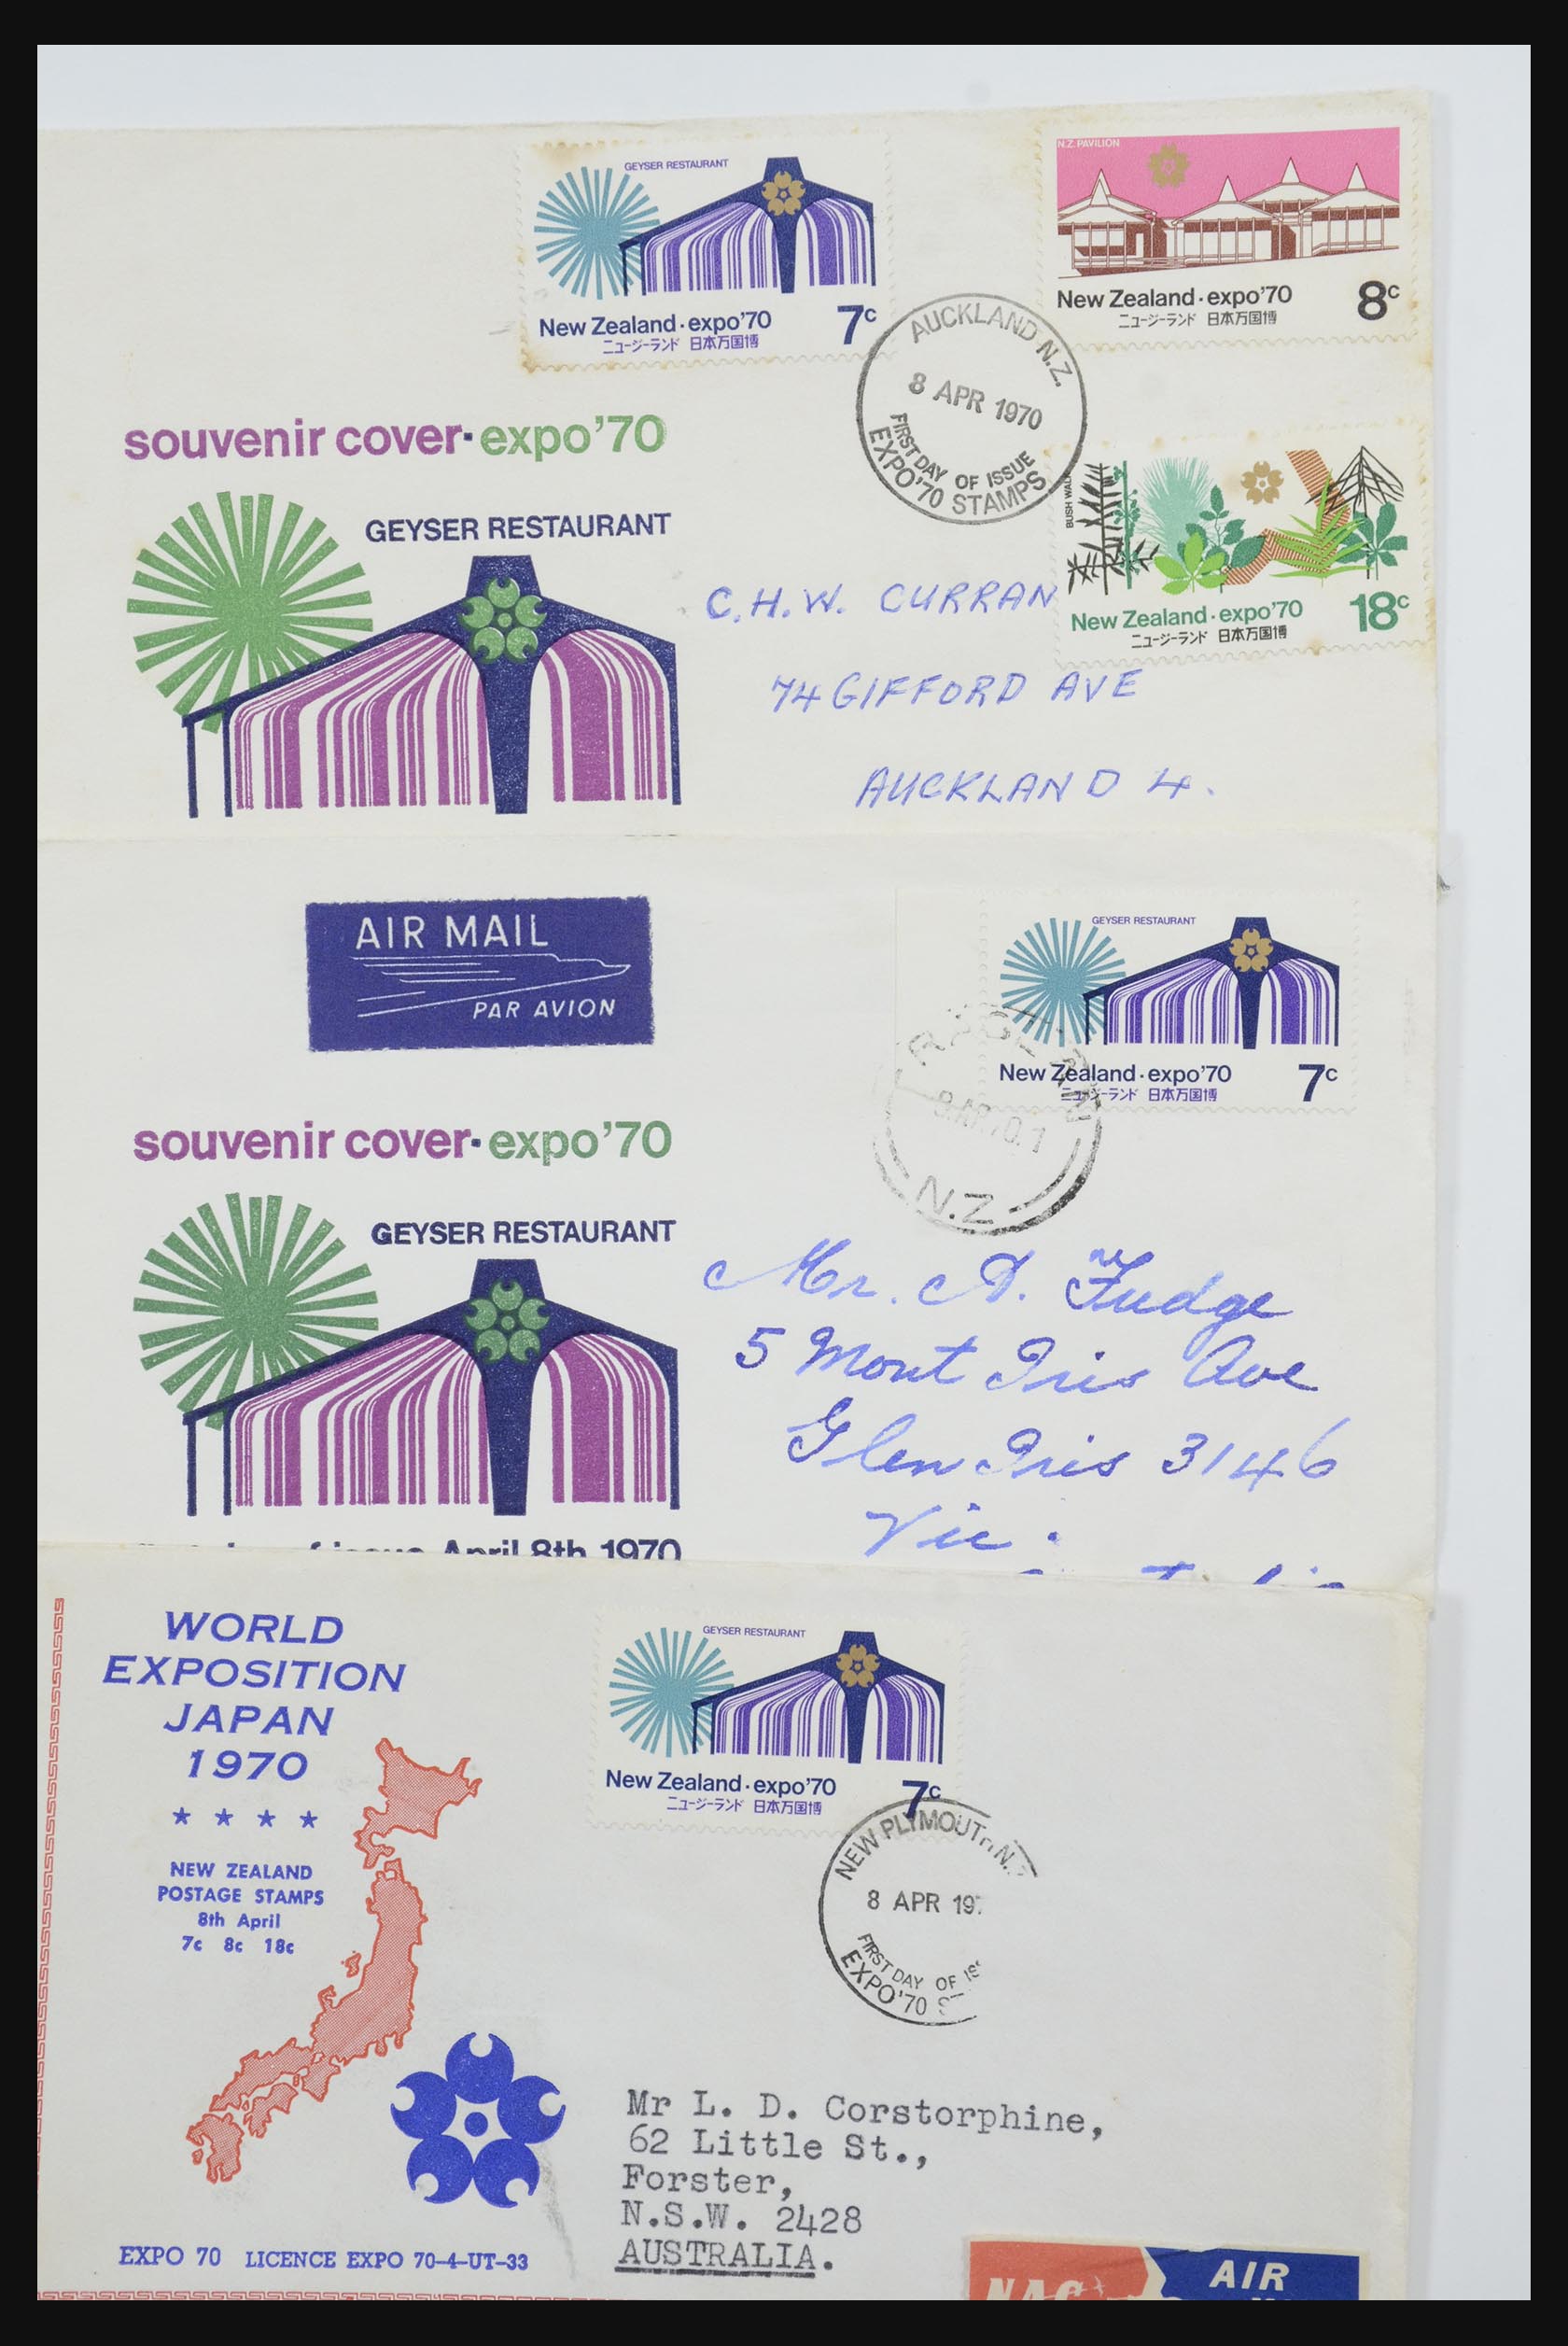 GEYSER RESTAURANT
New Zealand · expo'70
7c
ニュージーランド 日本万国博
N.Z. PAVILION
New Zealand · expo'70
8c
ニュージーランド 日本万国博
AUCKLAND N.Z.
8 APR 1970
FIRST DAY OF ISSUE
EXPO'70 STAMPS
BUSH WALK
New Zealand · expo'70
18c
ニュージーランド 日本万国博
souvenir cover · expo'70
GEYSER RESTAURANT
C.H.W. CURRAN
74 GIFFORD AVE
AUCKLAND 4.
AIR MAIL
PAR AVION
GEYSER RESTAURANT
New Zealand · expo'70
7c
ニュージーランド 日本万国博
N.Z
souvenir cover · expo'70
GEYSER RESTAURANT
Mr. A. Fudge
5 Mont Iris Ave
Glen Iris 3146
Vic.
of issue April 8th 1970
WORLD
EXPOSITION
JAPAN
1970
★ ★ ★ ★
NEW ZEALAND
POSTAGE STAMPS
8th April
7c 8c 18c
GEYSER RESTAURANT
New Zealand · expo'70
7c
ニュージーランド 日本万国博
NEW PLYMOUTH N.Z
8 APR 197
FIRST DAY OF ISS
EXPO'70 S
Mr L. D. Corstorphine,
62 Little St.,
Forster,
N.S.W. 2428
AUSTRALIA.
EXPO 70 LICENCE EXPO 70-4-UT-33
NAC
AIR